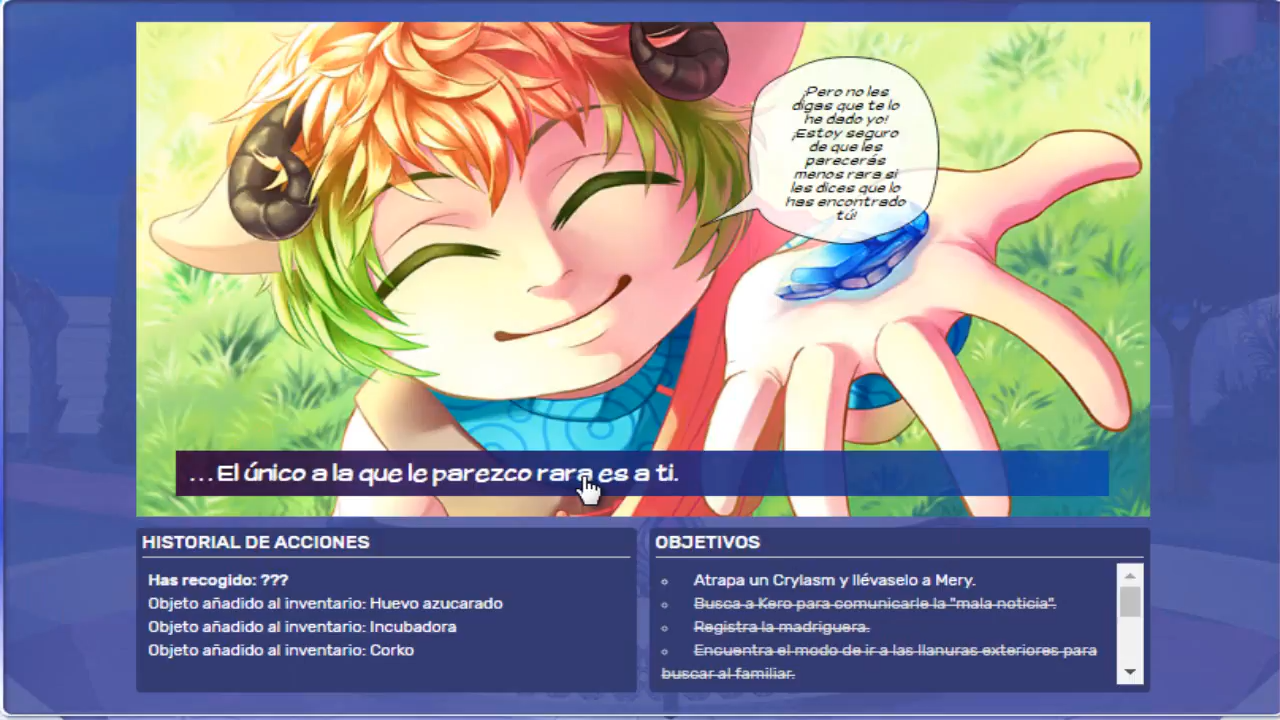 ¡Pero no les
digas que te lo
he dado yo!
¡Estoy seguro
de que les
parecerás
menos rara si
les dices que lo
has encontrado
tú!
...El único a la que le parezco rara es a ti.
HISTORIAL DE ACCIONES
Has recogido: ???
Objeto añadido al inventario: Huevo azucarado
Objeto añadido al inventario: Incubadora
Objeto añadido al inventario: Corko
OBJETIVOS
Atrapa un Crylasm y llévaselo a Mery.
Busca a Kero para comunicarle la "mala noticia".
Registra la madriguera.
Encuentra el modo de ir a las llanuras exteriores para
buscar al familiar.